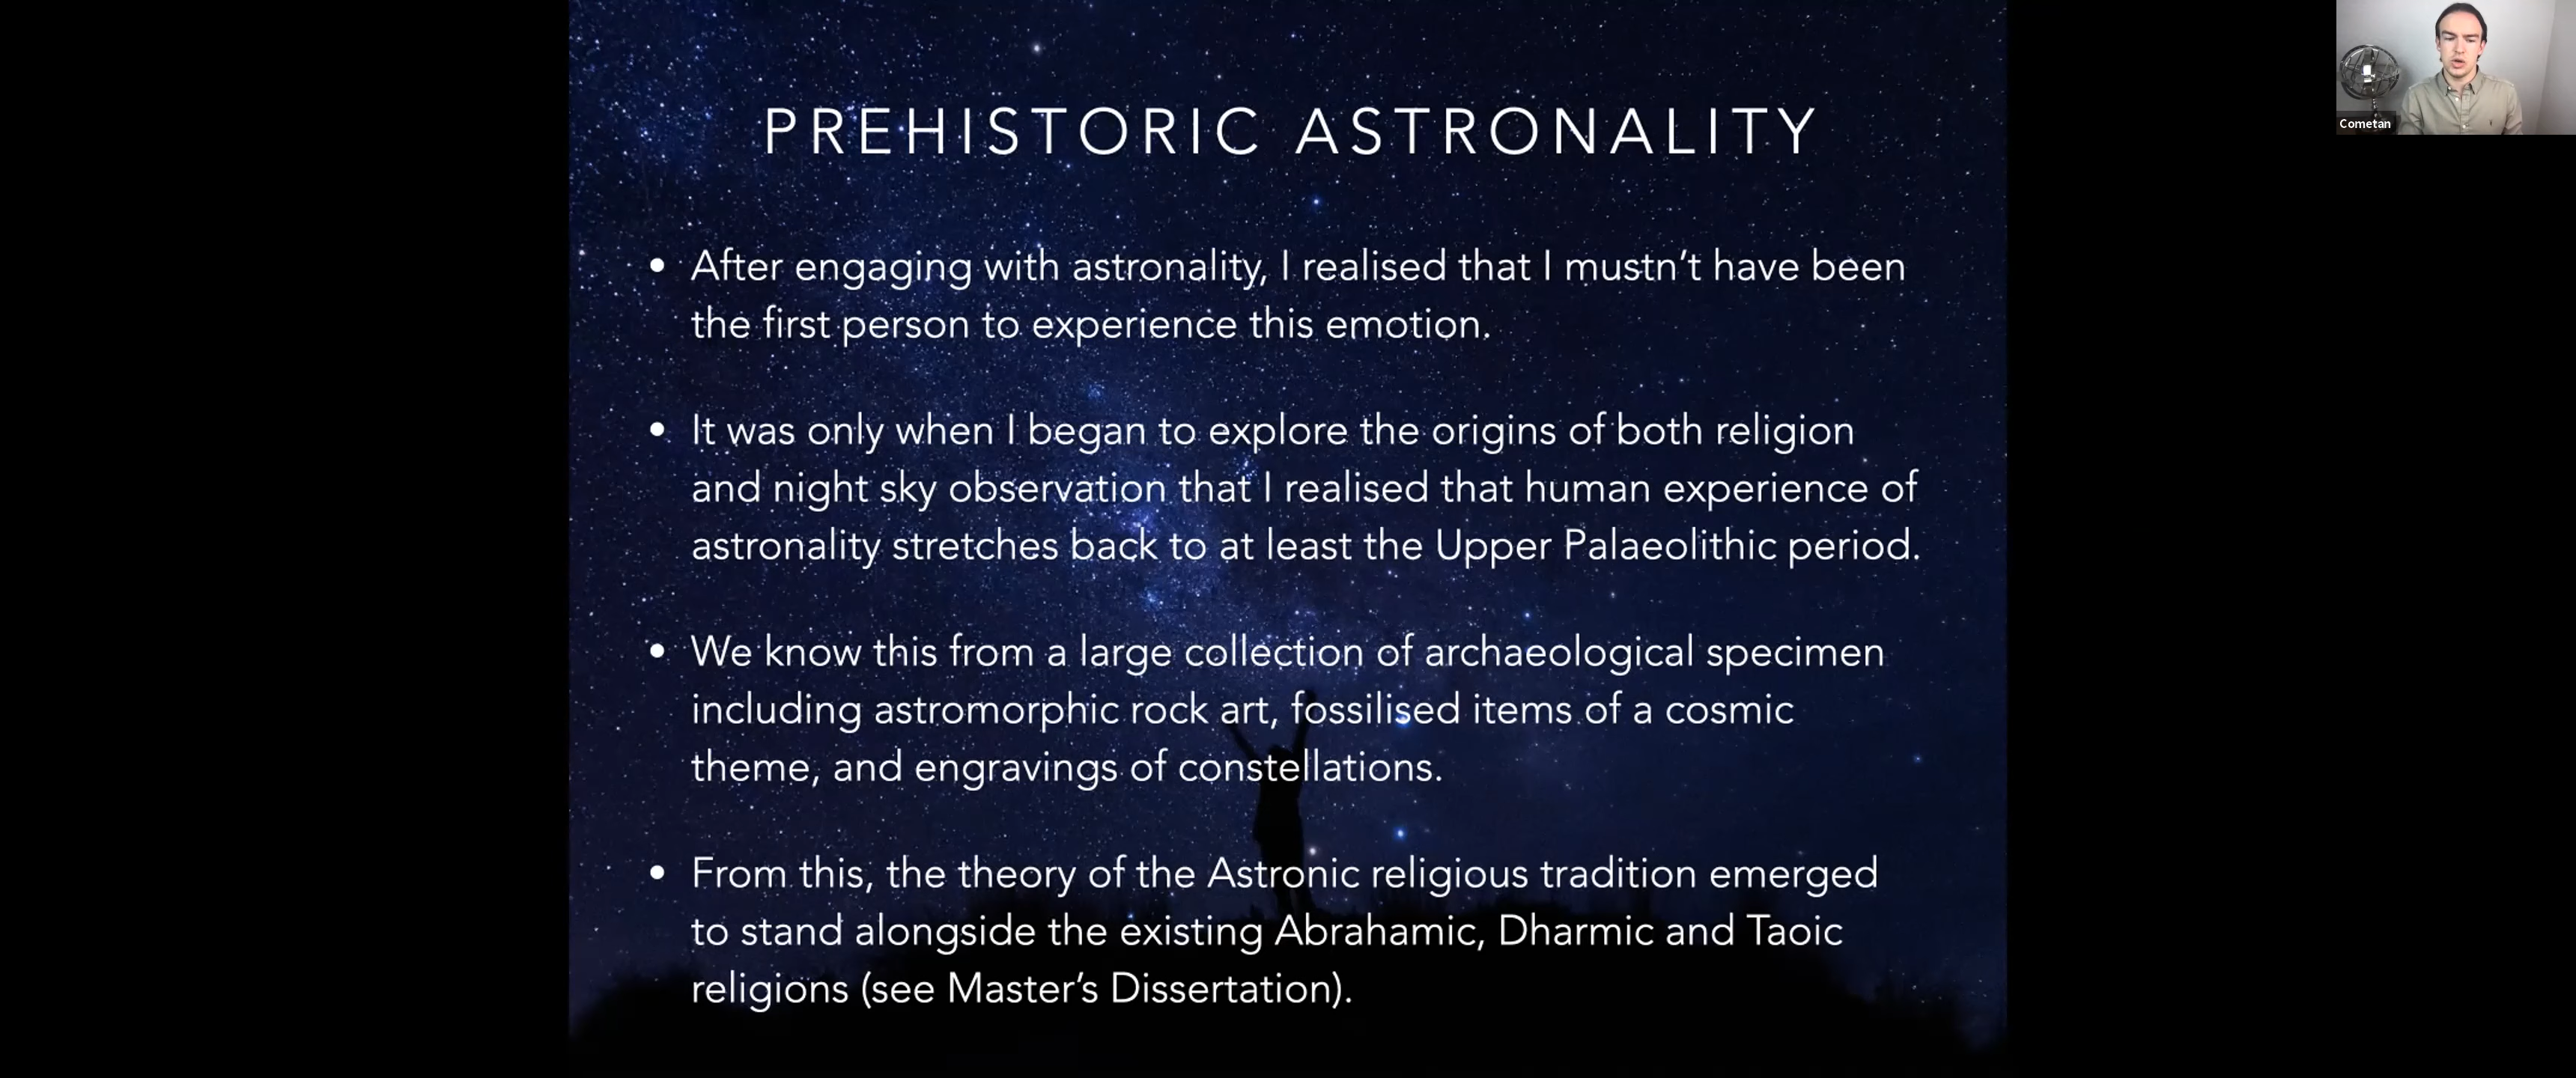 PREHISTORIC ASTRONALITY
• After engaging with astronality, I realised that I mustn’t have been
the first person to experience this emotion.
• It was only when I began to explore the origins of both religion
and night sky observation that I realised that human experience of
astronality stretches back to at least the Upper Palaeolithic period.
• We know this from a large collection of archaeological specimen
including astromorphic rock art, fossilised items of a cosmic
theme, and engravings of constellations.
• From this, the theory of the Astronic religious tradition emerged
to stand alongside the existing Abrahamic, Dharmic and Taoic
religions (see Master’s Dissertation).
Cometan